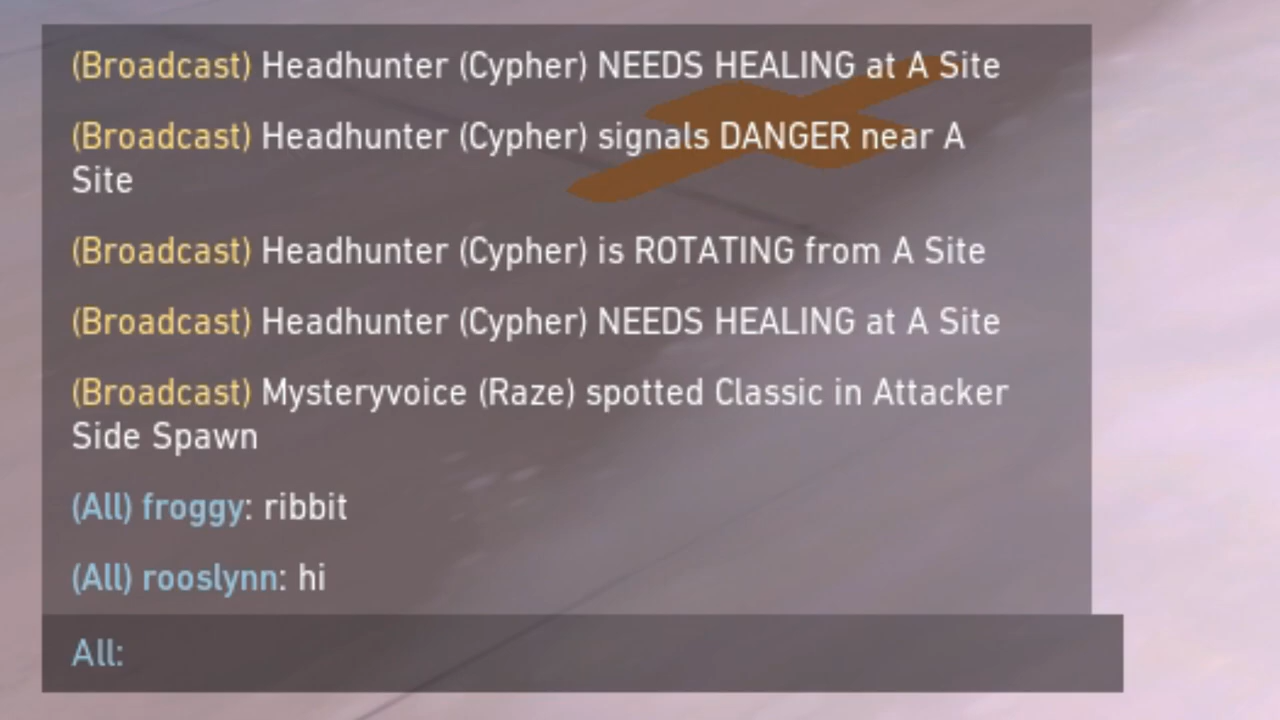 (Broadcast) Headhunter (Cypher) NEEDS HEALING at A Site
(Broadcast) Headhunter (Cypher) signals DANGER near A
Site
(Broadcast) Headhunter (Cypher) is ROTATING from A Site
(Broadcast) Headhunter (Cypher) NEEDS HEALING at A Site
(Broadcast) Mysteryvoice (Raze) spotted Classic in Attacker
Side Spawn
(All) froggy: ribbit
(All) rooslynn: hi
All: